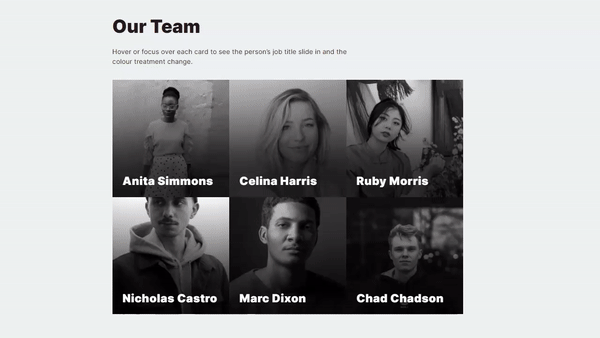 Our Team
Hover or focus over each card to see the person's job title slide in and the
colour treatment change.
Anita Simmons
Celina Harris
Ruby Morris
Nicholas Castro
Marc Dixon
Chad Chadson